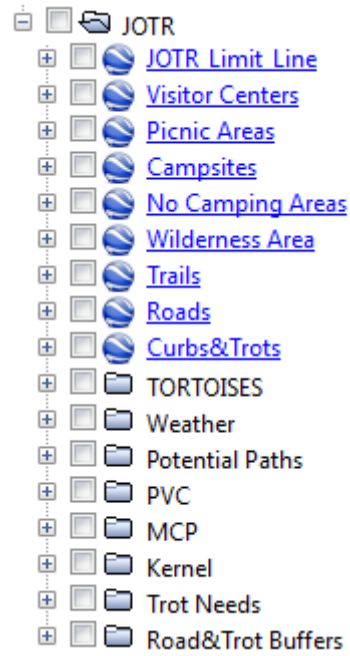 JOTR
JOTR Limit Line
Visitor Centers
Picnic Areas
Campsites
No Camping Areas
Wilderness Area
Trails
Roads
Curbs&Trots
TORTOISES
Weather
Potential Paths
PVC
MCP
Kernel
Trot Needs
Road&Trot Buffers